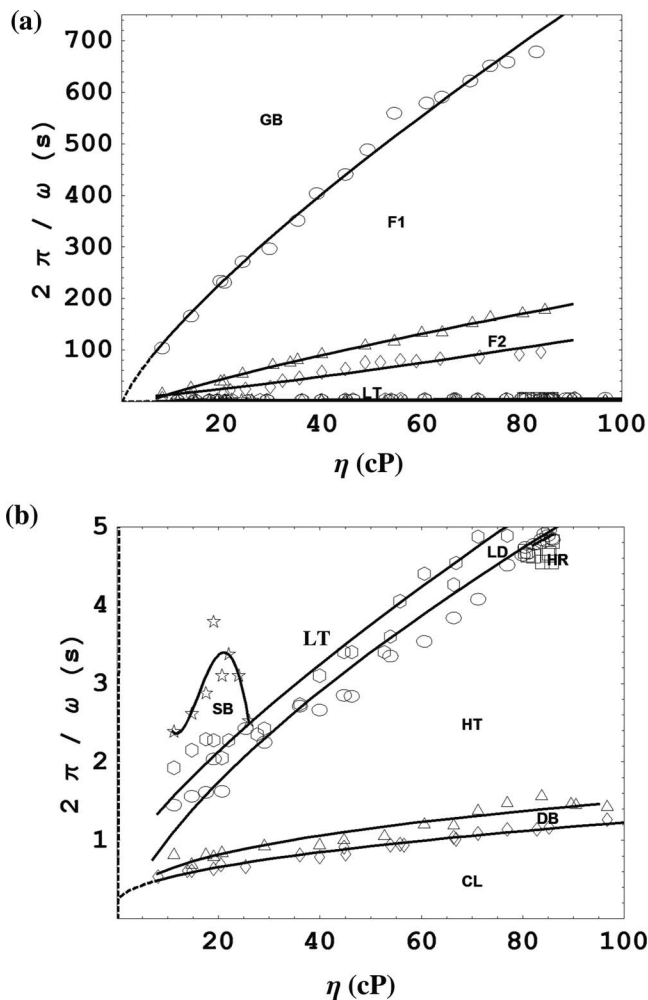 (a)
700
600
500
400
300
200
100
2 π / ω (s)
GB
F1
F2
LT
20 40 60 80 100
η (cP)
(b)
5
4
3
2
1
2 π / ω (s)
LD
HR
LT
SB
HT
DB
CL
20 40 60 80 100
η (cP)